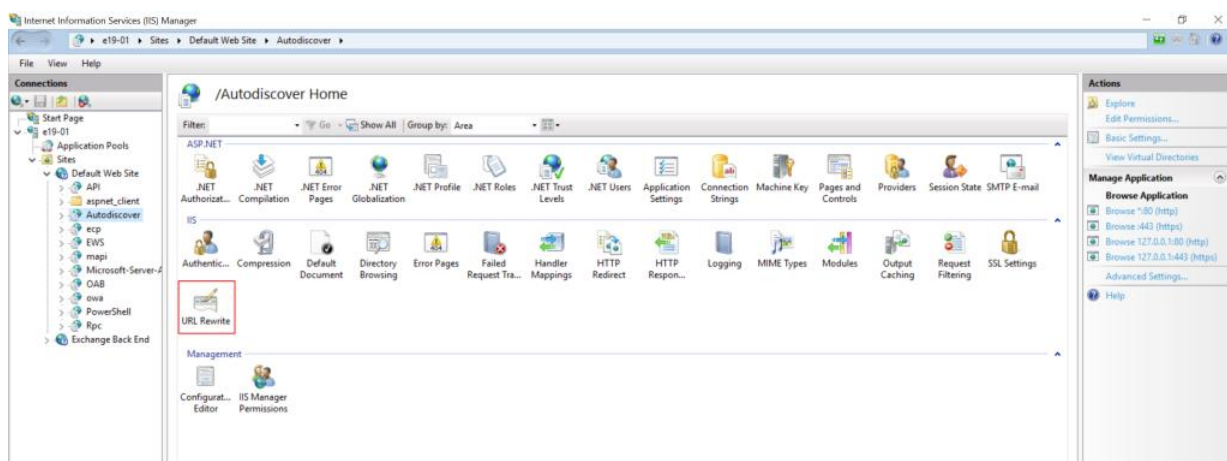 Internet Information Services (IIS) Manager
e19-01 Sites Default Web Site Autodiscover
File View Help
Connections
Start Page
e19-01
Application Pools
Sites
Default Web Site
API
aspnet_client
Autodiscover
ecp
EWS
mapi
Microsoft-Server-A
OAB
owa
PowerShell
Rpc
Exchange Back End
/Autodiscover Home
Filter: Go Show All Group by: Area
ASP.NET
.NET Authorizat...
.NET Compilation
.NET Error Pages
.NET Globalization
.NET Profile
.NET Roles
.NET Trust Levels
.NET Users
Application Settings
Connection Strings
Machine Key
Pages and Controls
Providers
Session State
SMTP E-mail
IIS
Authentic...
Compression
Default Document
Directory Browsing
Error Pages
Failed Request Tra...
Handler Mappings
HTTP Redirect
HTTP Respon...
Logging
MIME Types
Modules
Output Caching
Request Filtering
SSL Settings
URL Rewrite
Management
Configurat... Editor
IIS Manager Permissions
Actions
Explore
Edit Permissions...
Basic Settings...
View Virtual Directories
Manage Application
Browse Application
Browse *:80 (http)
Browse :443 (https)
Browse 127.0.0.1:80 (http)
Browse 127.0.0.1:443 (https)
Advanced Settings...
Help